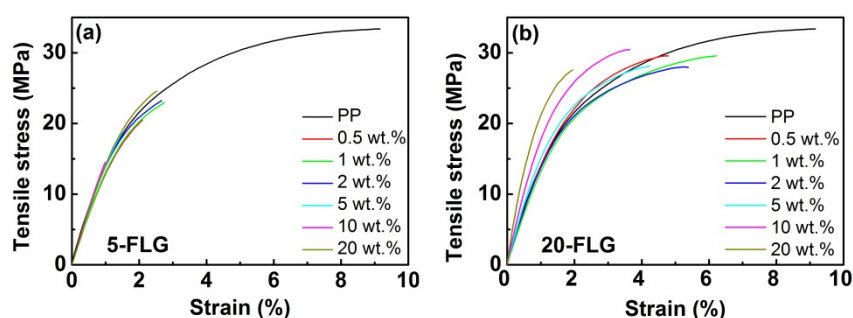 (a)
Tensile stress (MPa)
40
30
20
10
0
PP
0.5 wt.%
1 wt.%
2 wt.%
5 wt.%
10 wt.%
20 wt.%
5-FLG
0 2 4 6 8 10
Strain (%)
(b)
Tensile stress (MPa)
40
30
20
10
0
PP
0.5 wt.%
1 wt.%
2 wt.%
5 wt.%
10 wt.%
20 wt.%
20-FLG
0 2 4 6 8 10
Strain (%)